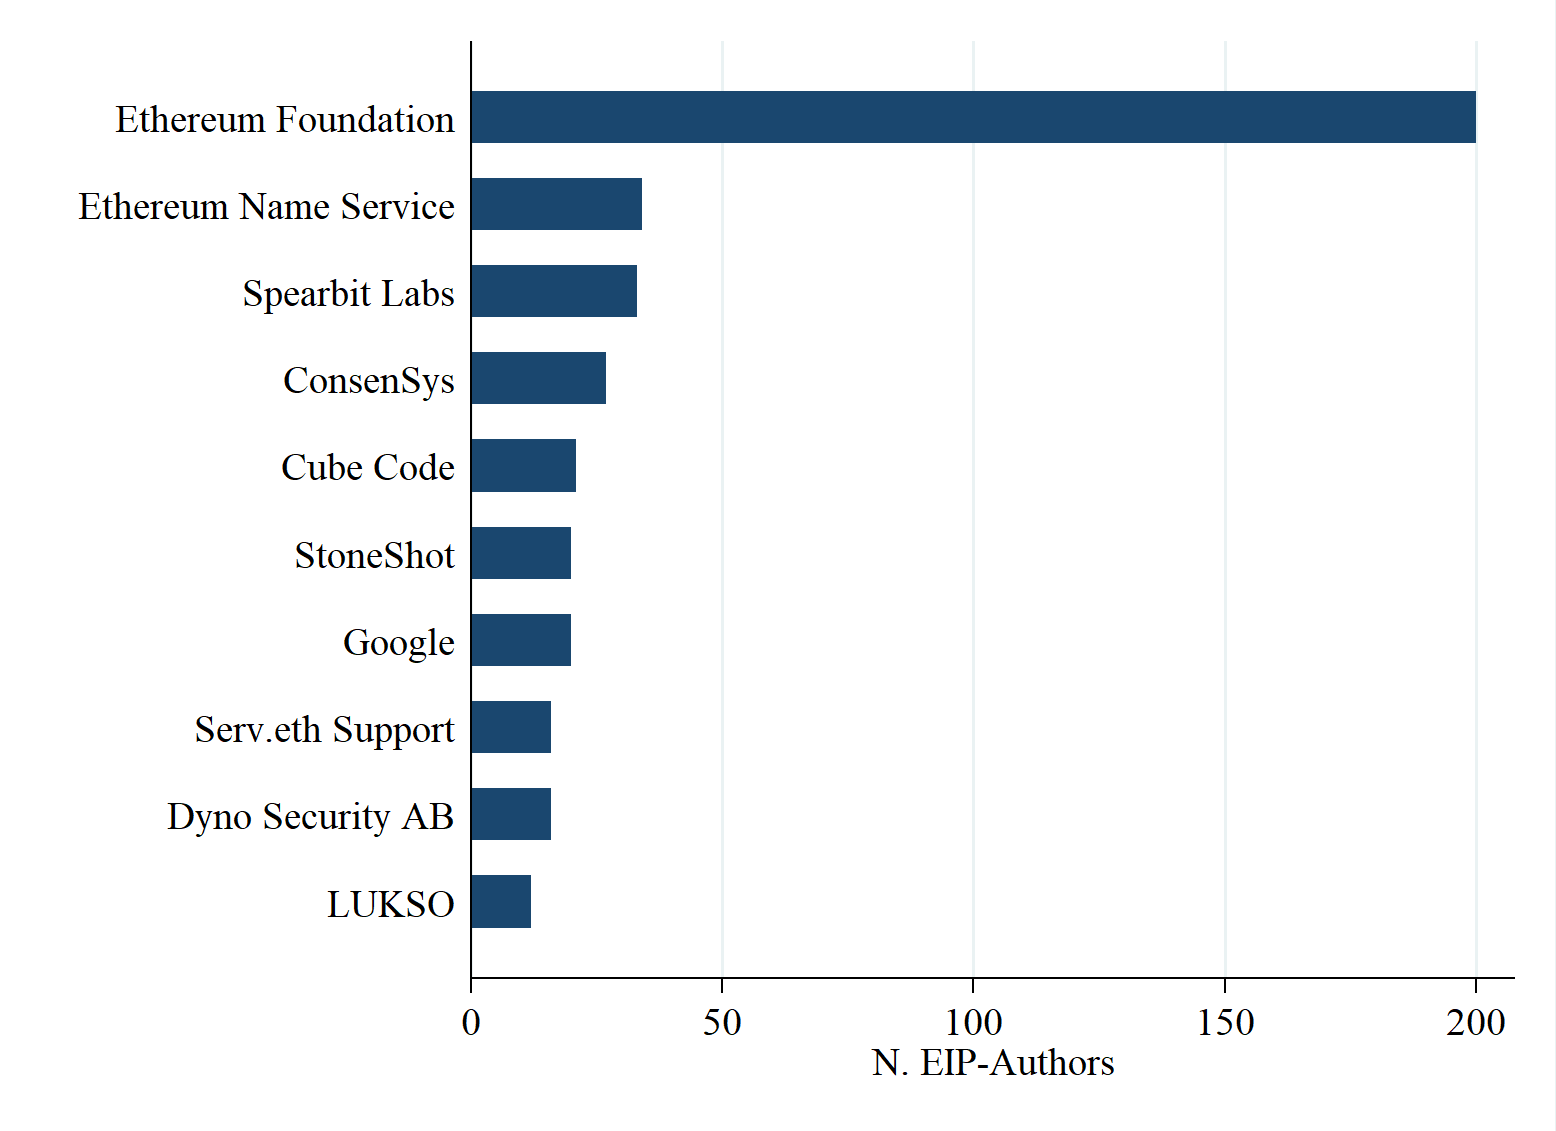 Ethereum Foundation
Ethereum Name Service
Spearbit Labs
ConsenSys
Cube Code
StoneShot
Google
Serv.eth Support
Dyno Security AB
LUKSO
0 50 100 150 200
N. EIP-Authors